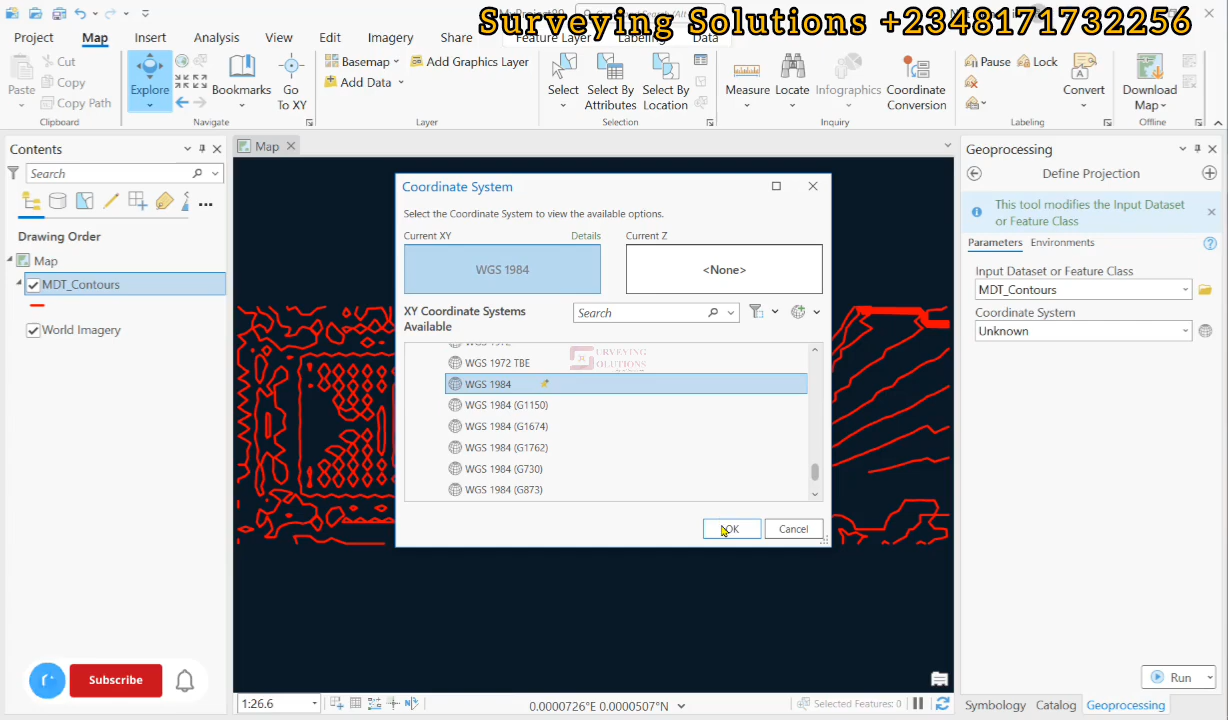 Surveying Solutions +2348171732256
Project
Map
Insert
Analysis
View
Edit
Imagery
Share
Feature Layer
Labeling
Data
Paste
Cut
Copy
Copy Path
Clipboard
Explore
Bookmarks
Go To XY
Navigate
Basemap
Add Data
Add Graphics Layer
Layer
Select
Select By Attributes
Select By Location
Selection
Measure
Locate
Infographics
Coordinate Conversion
Inquiry
Pause
Lock
Convert
Labeling
Download Map
Offline
Contents
Search
Drawing Order
Map
MDT_Contours
World Imagery
Map
Coordinate System
Select the Coordinate System to view the available options.
Current XY
Details
Current Z
WGS 1984
<None>
XY Coordinate Systems Available
Search
WGS 1972
WGS 1972 TBE
WGS 1984
WGS 1984 (G1150)
WGS 1984 (G1674)
WGS 1984 (G1762)
WGS 1984 (G730)
WGS 1984 (G873)
SURVEYING
SOLUTIONS
OK
Cancel
Geoprocessing
Define Projection
This tool modifies the Input Dataset
or Feature Class
Parameters
Environments
Input Dataset or Feature Class
MDT_Contours
Coordinate System
Unknown
Run
Subscribe
1:26.6
0.0000726°E 0.0000507°N
Selected Features: 0
Symbology
Catalog
Geoprocessing